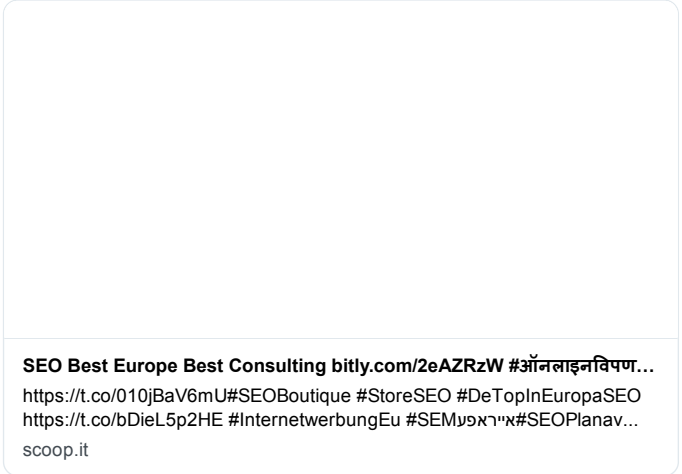 SEO Best Europe Best Consulting bitly.com/2eAZRzW #ऑनलाइनविपण…
https://t.co/010jBaV6mU#SEOBoutique #StoreSEO #DeTopInEuropaSEO
https://t.co/bDieL5p2HE #InternetwerbungEu #SEMאייראפע#SEOPlanav...
scoop.it